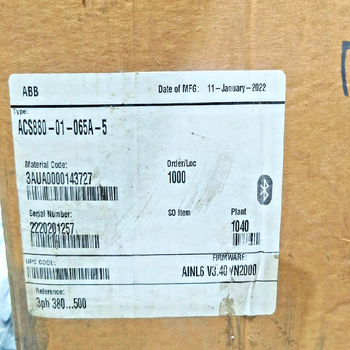 ABB Date of MFG: 11-January-2022
Type:
ACS880-01-065A-5
Material Code: Order/Loc
3AUA0000143727 1000
Serial Number: SO Item Plant
2220201257 1040
UPC CODE: FIRMWARE:
AINL6 V3.40 VN2000
Reference:
3ph 380...500